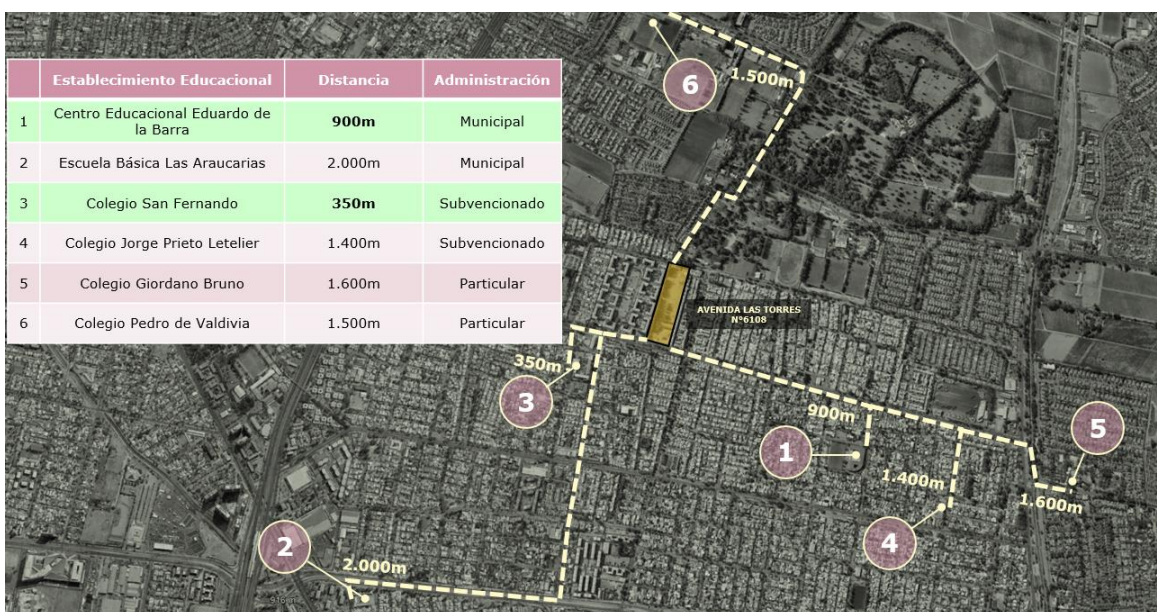 Establecimiento Educacional Distancia Administración
1 Centro Educacional Eduardo de
la Barra 900m Municipal
2 Escuela Básica Las Araucarias 2.000m Municipal
3 Colegio San Fernando 350m Subvencionado
4 Colegio Jorge Prieto Letelier 1.400m Subvencionado
5 Colegio Giordano Bruno 1.600m Particular
6 Colegio Pedro de Valdivia 1.500m Particular
6
1.500m
AVENIDA LAS TORRES
N°6108
350m
3
900m
1
5
1.400m
1.600m
4
2
2.000m